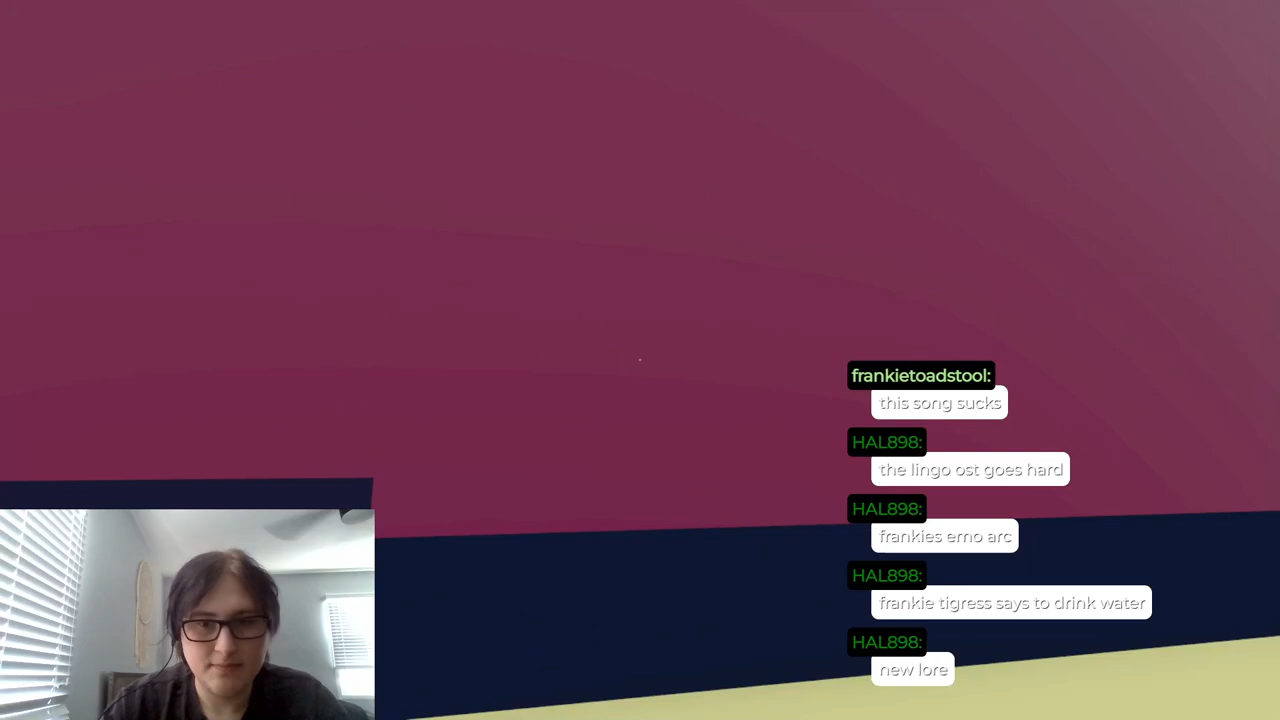 frankietoadstool:
this song sucks
HAL898:
the lingo ost goes hard
HAL898:
frankies emo arc
HAL898:
frankie tigress says to drink water
HAL898:
new lore